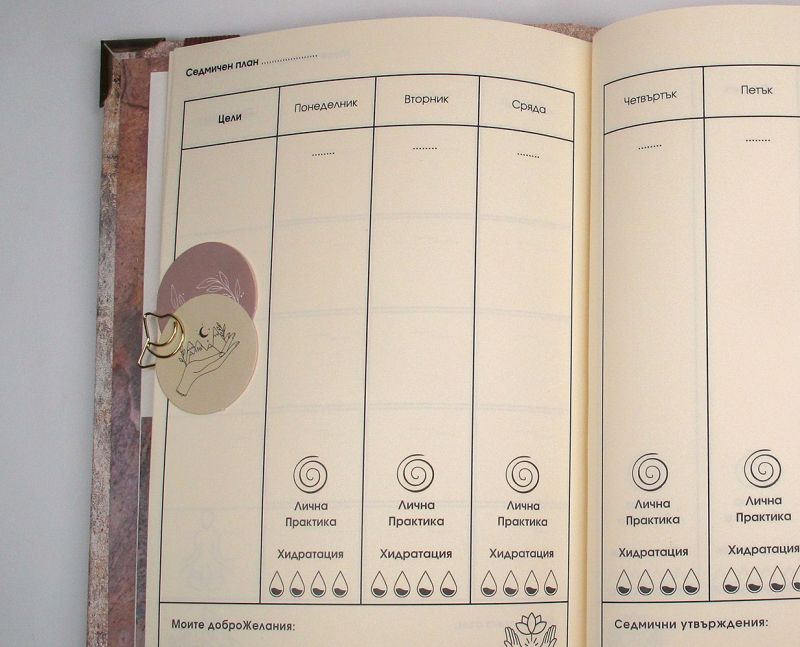 Седмичен план .....................
Цели Понеделник Вторник Сряда
........ ........ ........
Лична Лична Лична
Практика Практика Практика
Хидратация Хидратация Хидратация
Моите доброЖелания:
Четвъртък Петък
........ ........
Лична Лична
Практика Практика
Хидратация Хидратация
Седмични утвърждения: